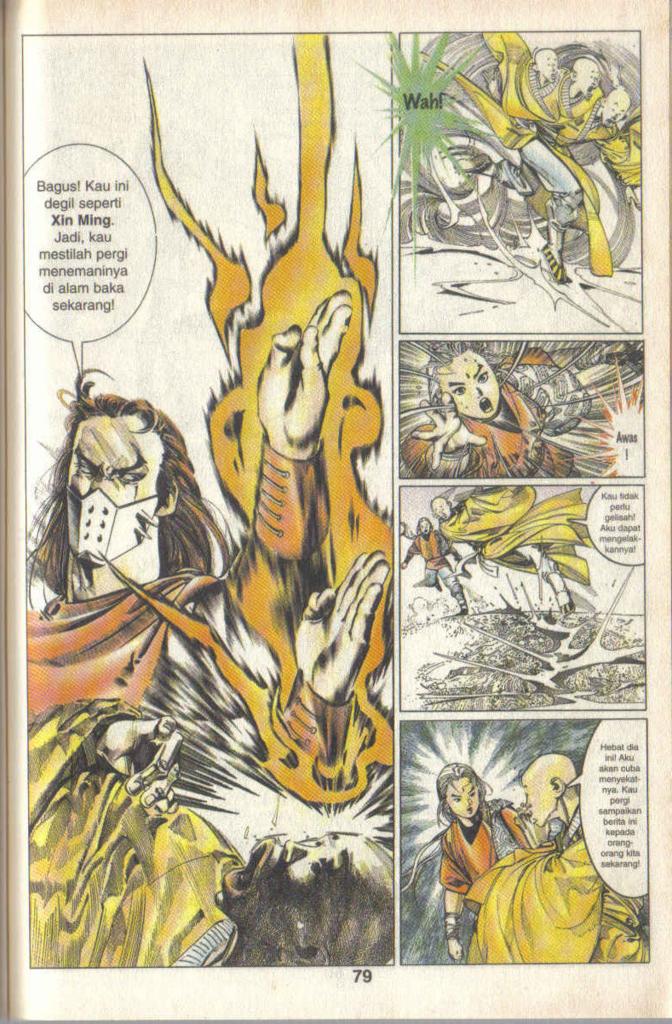 Bagus! Kau ini
degil seperti
Xin Ming.
Jadi, kau
mestilah pergi
menemaninya
di alam baka
sekarang!
Wah!
Awas
!
Kau tidak
perlu
gelisah!
Aku dapat
mengelak-
kannya!
Hebat dia
ini! Aku
akan cuba
menyekat-
nya. Kau
pergi
sampaikan
berita ini
kepada
orang-
orang kita
sekarang!
79